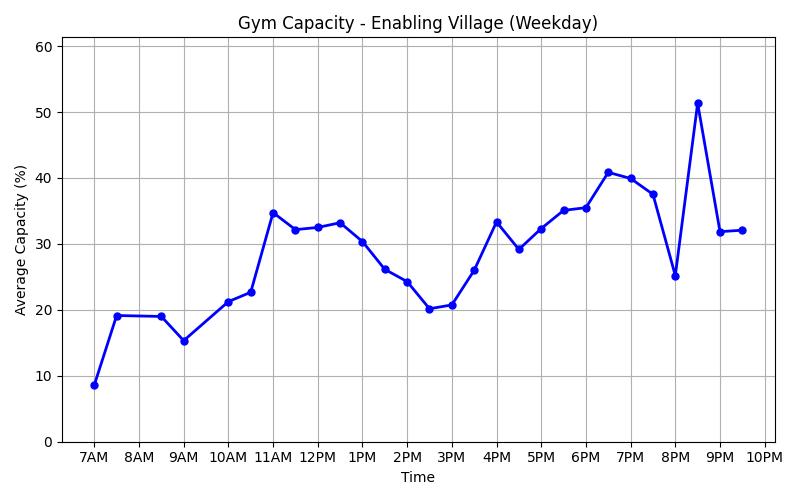 Gym Capacity - Enabling Village (Weekday)
Average Capacity (%)
60
50
40
30
20
10
0
7AM 8AM 9AM 10AM 11AM 12PM 1PM 2PM 3PM 4PM 5PM 6PM 7PM 8PM 9PM 10PM
Time